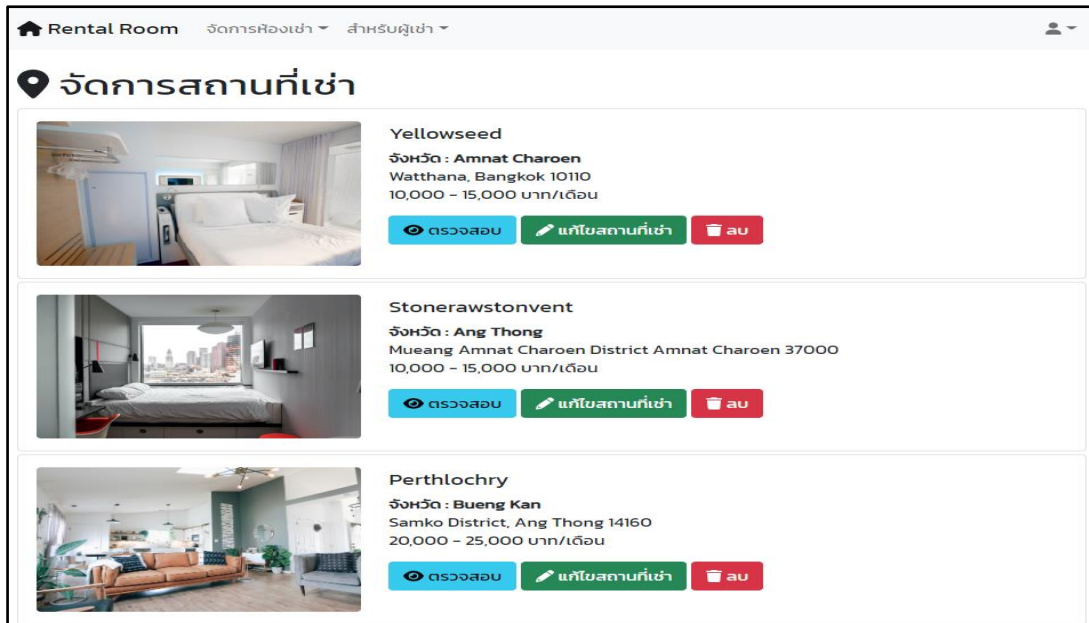 Rental Room จัดการห้องเช่า สำหรับผู้เช่า
จัดการสถานที่เช่า
Yellowseed
จังหวัด : Amnat Charoen
Watthana, Bangkok 10110
10,000 - 15,000 บาท/เดือน
ตรวจสอบ แก้ไขสถานที่เช่า ลบ
Stonerawstonvent
จังหวัด : Ang Thong
Mueang Amnat Charoen District Amnat Charoen 37000
10,000 - 15,000 บาท/เดือน
ตรวจสอบ แก้ไขสถานที่เช่า ลบ
Perthlochry
จังหวัด : Bueng Kan
Samko District, Ang Thong 14160
20,000 - 25,000 บาท/เดือน
ตรวจสอบ แก้ไขสถานที่เช่า ลบ